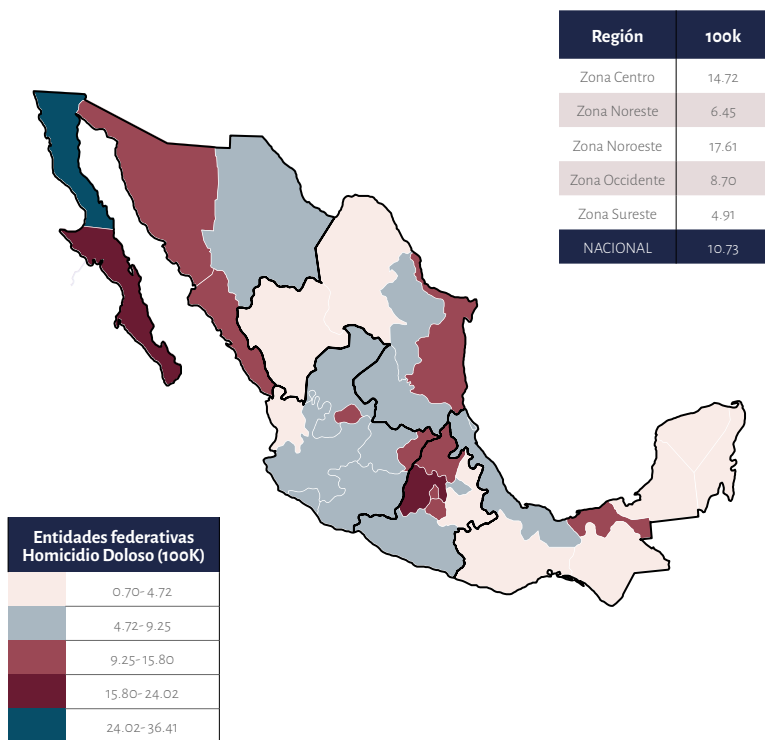 Región 100k
Zona Centro 14.72
Zona Noreste 6.45
Zona Noroeste 17.61
Zona Occidente 8.70
Zona Sureste 4.91
NACIONAL 10.73
Entidades federativas
Homicidio Doloso (100K)
0.70- 4.72
4.72- 9.25
9.25- 15.80
15.80- 24.02
24.02- 36.41